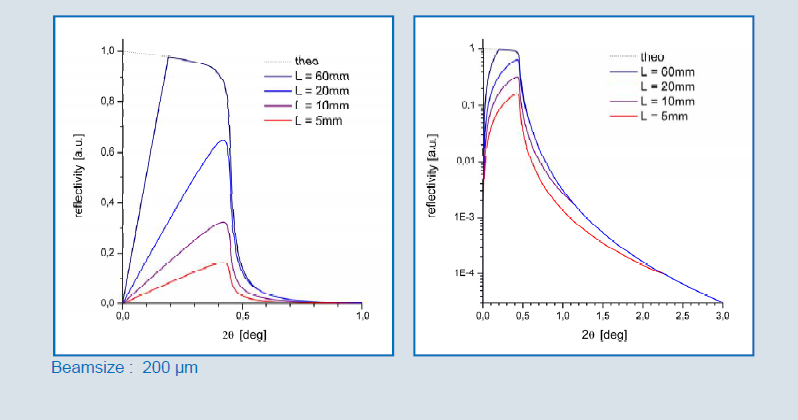 1,0
0,8
0,6
0,4
0,2
0,0
reflectivity [a.u.]
theo
L = 60mm
L = 20mm
L = 10mm
L = 5mm
0,0 0,5 1,0
2θ [deg]
1
0.1
0,01
1E-3
1E-4
reflectivity [a.u.]
theo
L = 60mm
L = 20mm
L = 10mm
L = 5mm
0,0 0,5 1,0 1,5 2,0 2,5 3,0
2θ [deg]
Beamsize : 200 µm